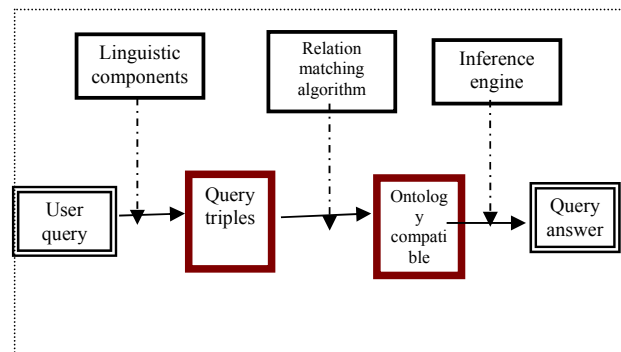 Linguistic
components
Relation
matching
algorithm
Inference
engine
User
query
Query
triples
Ontolog
y
compati
ble
Query
answer